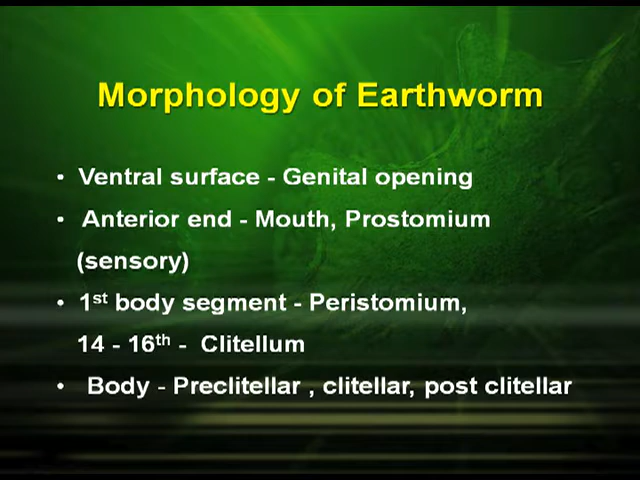 Morphology of Earthworm
• Ventral surface - Genital opening
• Anterior end - Mouth, Prostomium
(sensory)
• 1st body segment - Peristomium,
14 - 16th - Clitellum
• Body - Preclitellar , clitellar, post clitellar